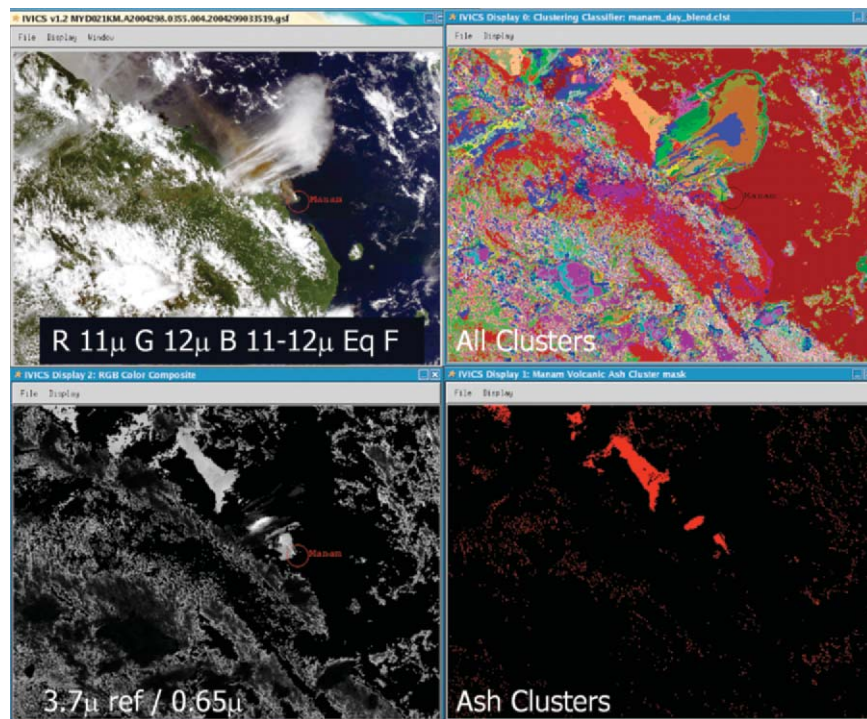 IVICS v1.2 MYD021KM.A2004298.0355.004.2004299033519.gsf
File Display Window
Manam
R 11µ G 12µ B 11-12µ Eq F
IVICS Display 0: Clustering Classifier: manam_day_blend.clst
File Display
Manam
All Clusters
IVICS Display 2: RGB Color Composite
File Display
Manam
3.7µ ref / 0.65µ
IVICS Display 1: Manam Volcanic Ash Cluster mask
File Display
Ash Clusters